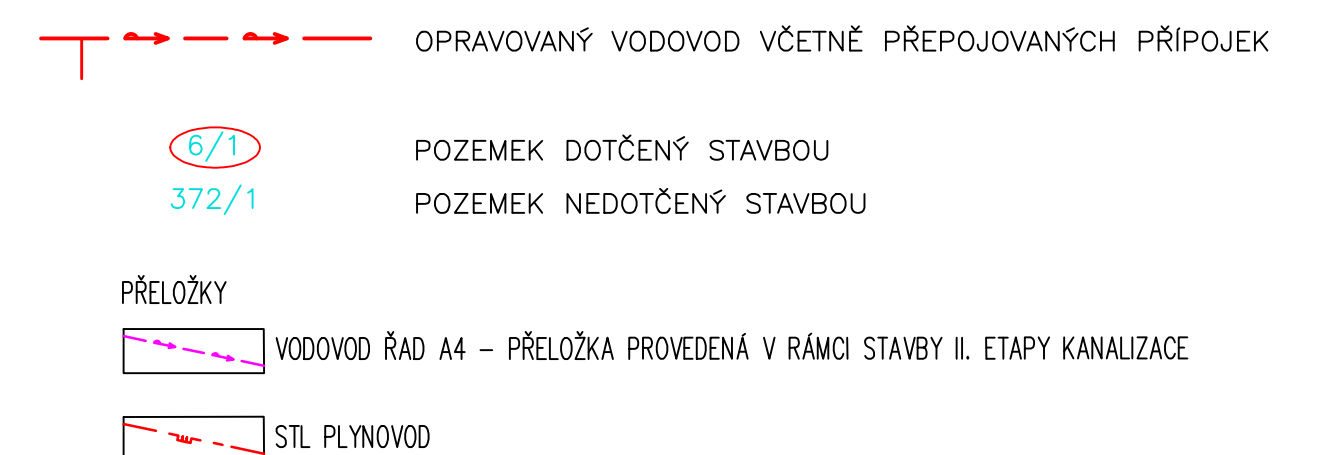 OPRAVOVANÝ VODOVOD VČETNĚ PŘEPOJOVANÝCH PŘÍPOJEK
6/1 POZEMEK DOTČENÝ STAVBOU
372/1 POZEMEK NEDOTČENÝ STAVBOU
PŘELOŽKY
VODOVOD ŘAD A4 – PŘELOŽKA PROVEDENÁ V RÁMCI STAVBY II. ETAPY KANALIZACE
STL PLYNOVOD